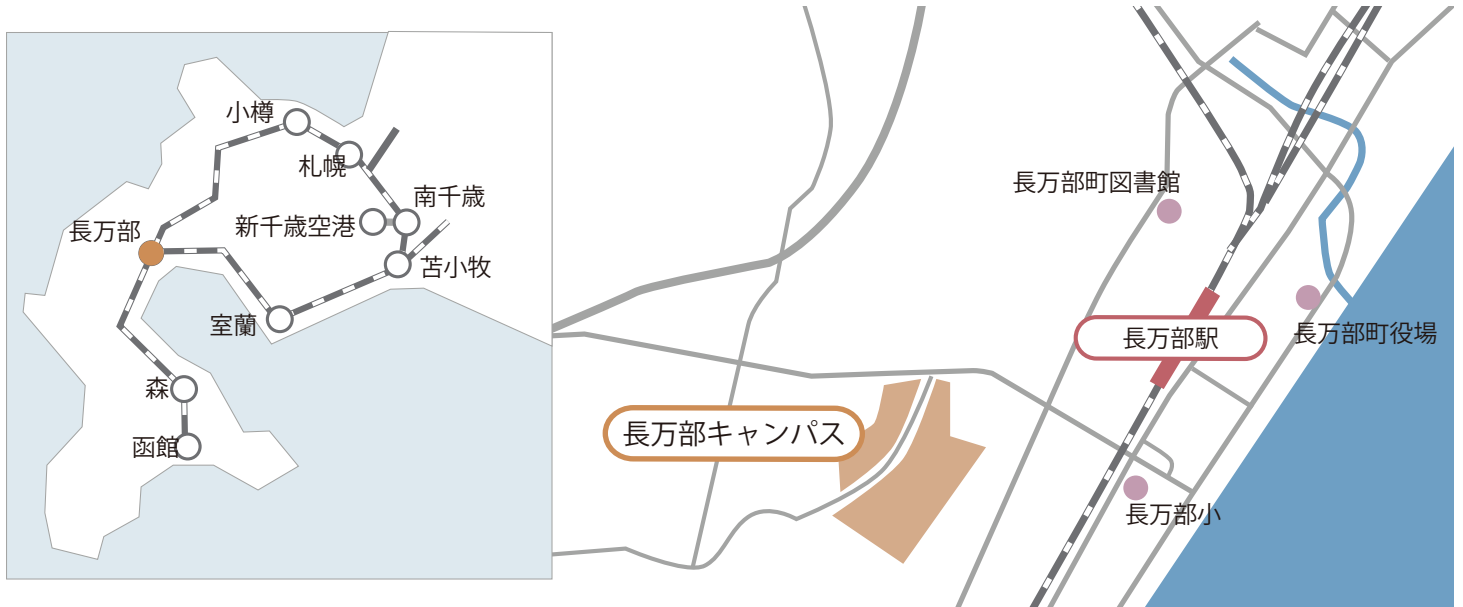 小樽
札幌
南千歳
新千歳空港
長万部
苫小牧
室蘭
森
函館
長万部町図書館
長万部駅
長万部町役場
長万部キャンパス
長万部小